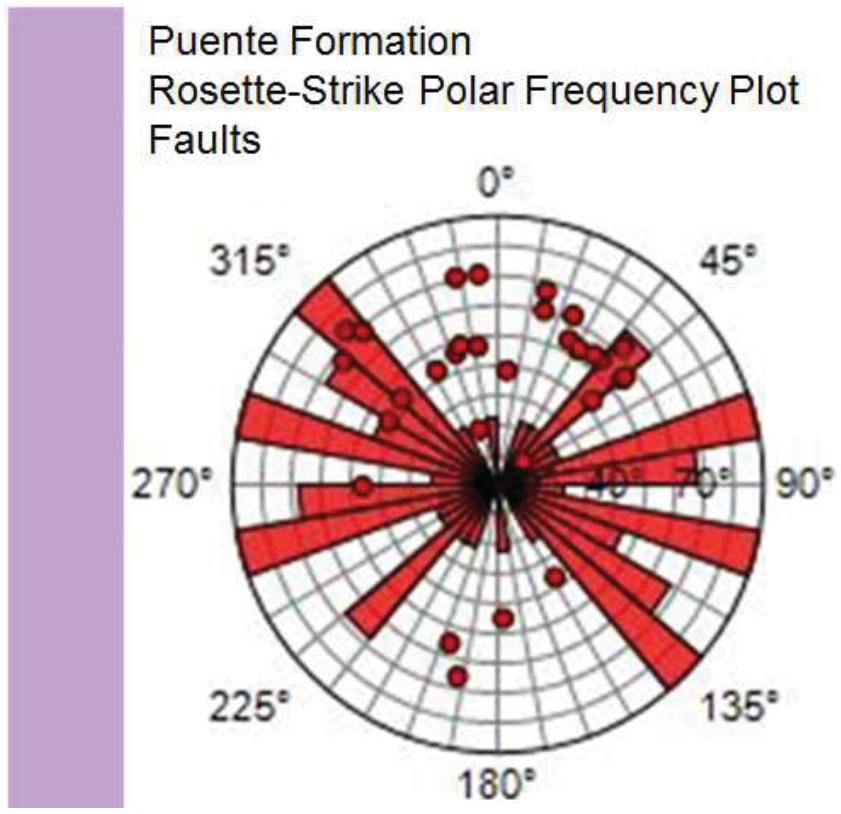 Puente Formation
Rosette-Strike Polar Frequency Plot
Faults
0°
315° 45°
270° 40° 70° 90°
225° 135°
180°